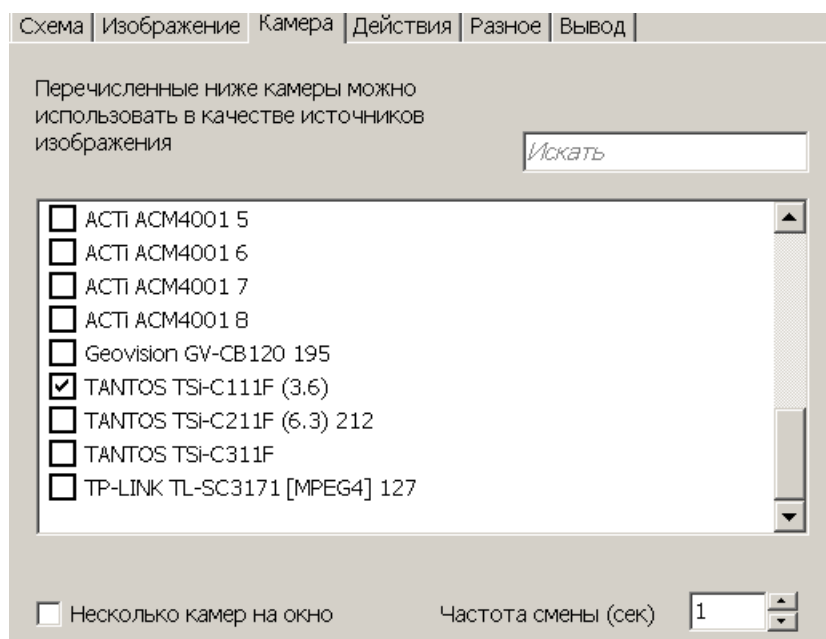 Схема Изображение Камера Действия Разное Вывод
Перечисленные ниже камеры можно
использовать в качестве источников
изображения
Искать
ACTi ACM4001 5
ACTi ACM4001 6
ACTi ACM4001 7
ACTi ACM4001 8
Geovision GV-CB120 195
TANTOS TSi-C111F (3.6)
TANTOS TSi-C211F (6.3) 212
TANTOS TSi-C311F
TP-LINK TL-SC3171 [MPEG4] 127
Несколько камер на окно Частота смены (сек) 1